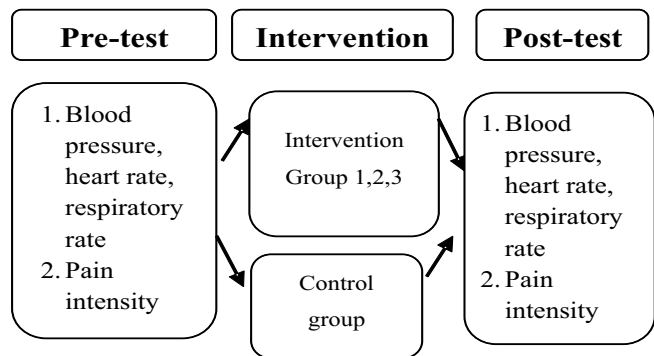 Pre-test
Intervention
Post-test
1. Blood
pressure,
heart rate,
respiratory
rate
2. Pain
intensity
Intervention
Group 1,2,3
Control
group
1. Blood
pressure,
heart rate,
respiratory
rate
2. Pain
intensity